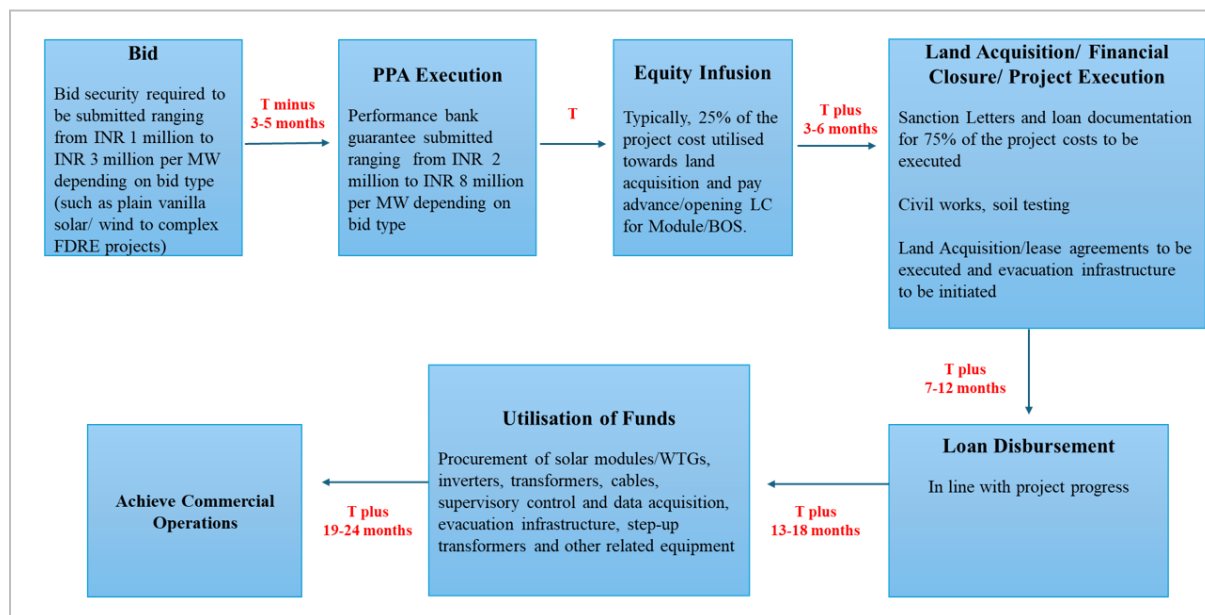 Bid
Bid security required to
be submitted ranging
from INR 1 million to
INR 3 million per MW
depending on bid type
(such as plain vanilla
solar/ wind to complex
FDRE projects)
T minus
3-5 months
PPA Execution
Performance bank
guarantee submitted
ranging from INR 2
million to INR 8 million
per MW depending on
bid type
T
Equity Infusion
Typically, 25% of the
project cost utilised
towards land
acquisition and pay
advance/opening LC
for Module/BOS.
T plus
3-6 months
Land Acquisition/ Financial
Closure/ Project Execution
Sanction Letters and loan documentation
for 75% of the project costs to be
executed
Civil works, soil testing
Land Acquisition/lease agreements to be
executed and evacuation infrastructure
to be initiated
T plus
7-12 months
Loan Disbursement
In line with project progress
T plus
13-18 months
Utilisation of Funds
Procurement of solar modules/WTGs,
inverters, transformers, cables,
supervisory control and data acquisition,
evacuation infrastructure, step-up
transformers and other related equipment
T plus
19-24 months
Achieve Commercial
Operations